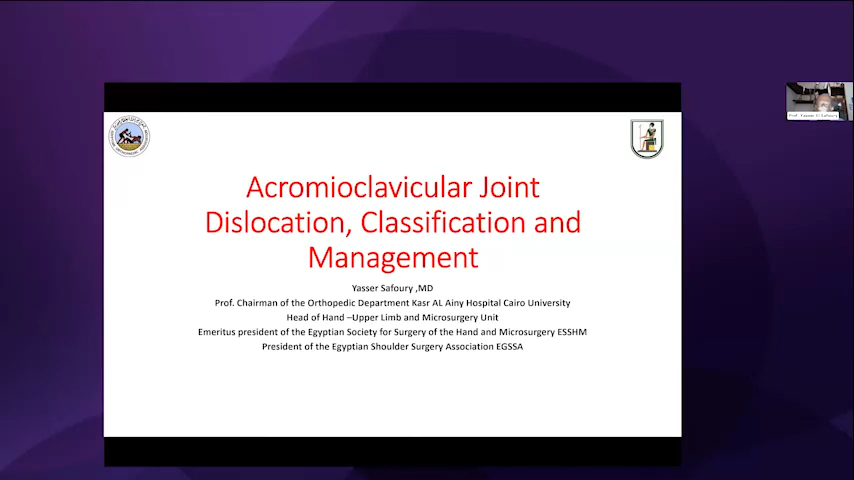 Acromioclavicular Joint
Dislocation, Classification and
Management
Yasser Safoury ,MD
Prof. Chairman of the Orthopedic Department Kasr AL Ainy Hospital Cairo University
Head of Hand –Upper Limb and Microsurgery Unit
Emeritus president of the Egyptian Society for Surgery of the Hand and Microsurgery ESSHM
President of the Egyptian Shoulder Surgery Association EGSSA